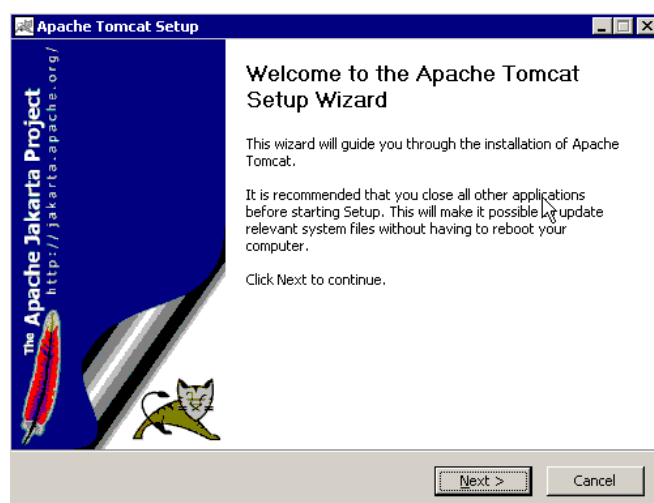 Apache Tomcat Setup
The Apache Jakarta Project
http://jakarta.apache.org/
Welcome to the Apache Tomcat
Setup Wizard
This wizard will guide you through the installation of Apache
Tomcat.
It is recommended that you close all other applications
before starting Setup. This will make it possible to update
relevant system files without having to reboot your
computer.
Click Next to continue.
Next >
Cancel